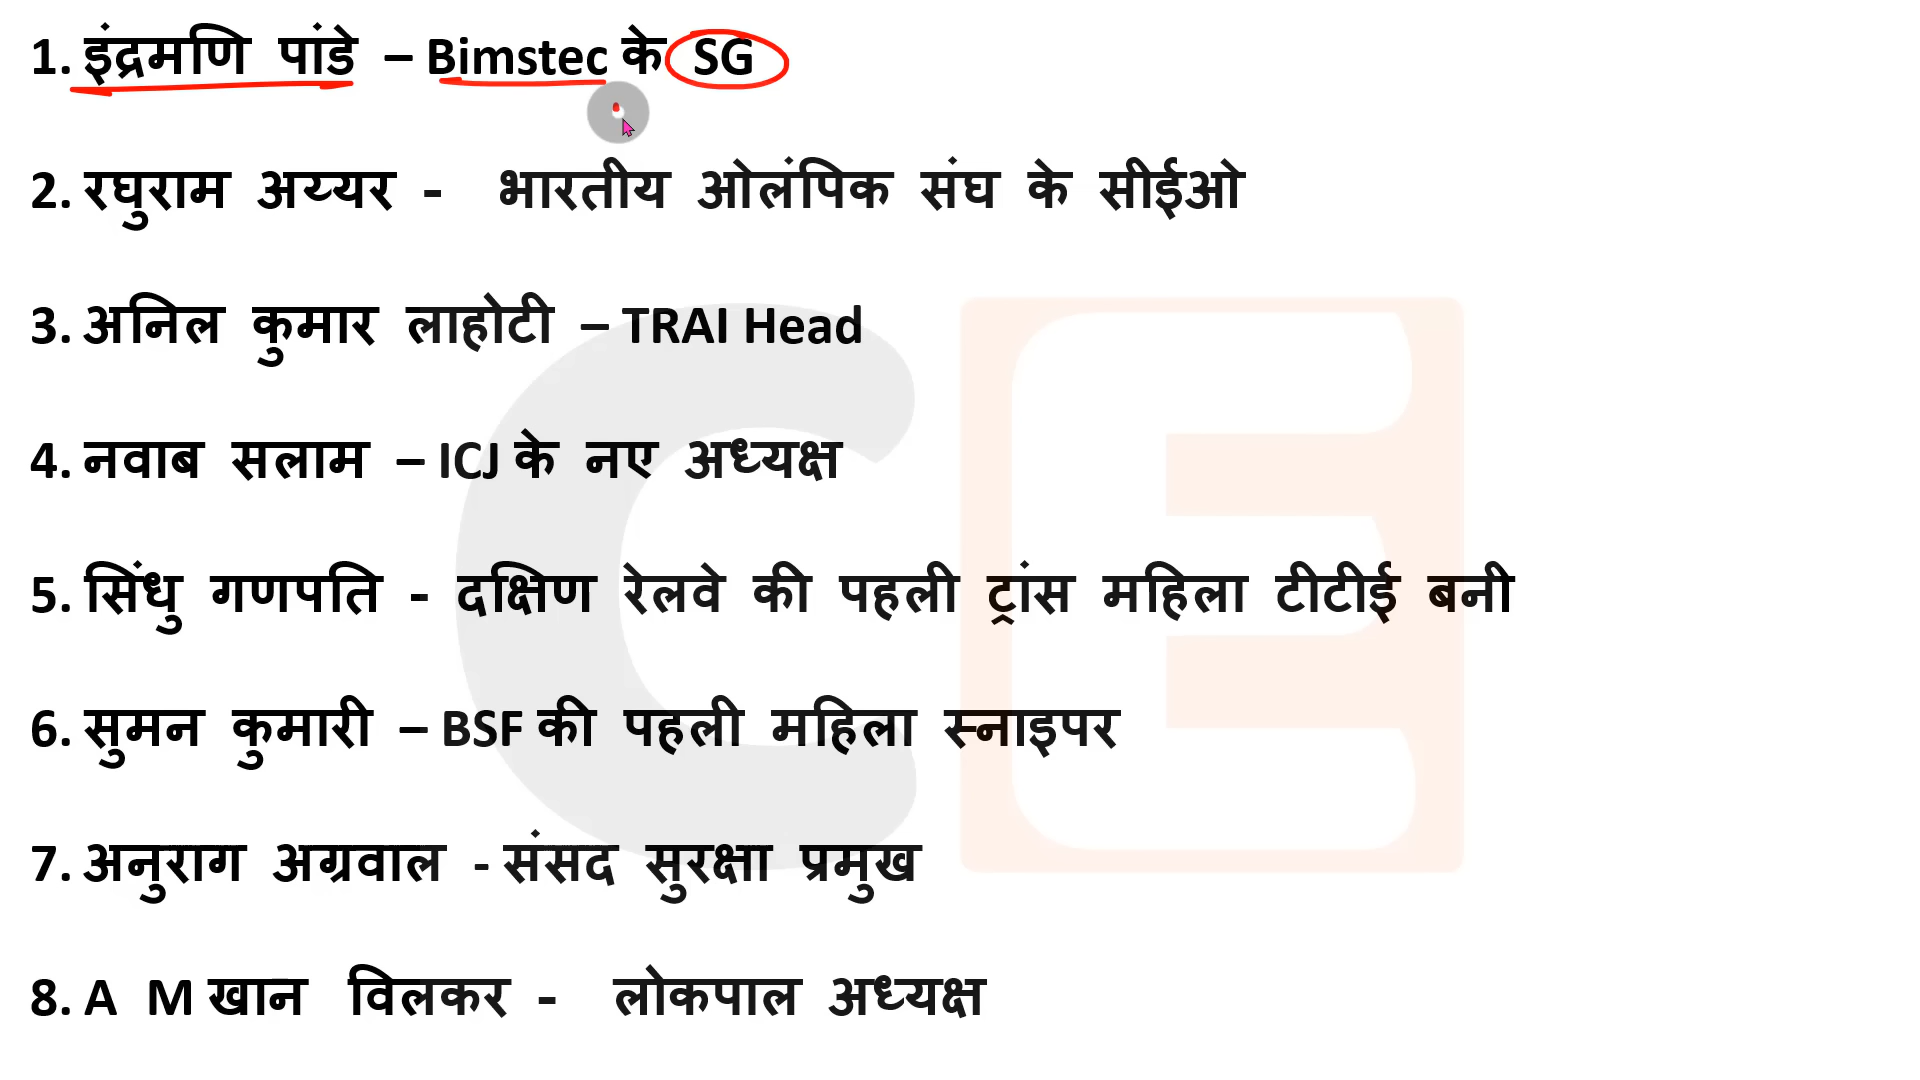 1. इंद्रमणि पांडे – Bimstec के SG
2. रघुराम अय्यर - भारतीय ओलंपिक संघ के सीईओ
3. अनिल कुमार लाहोटी – TRAI Head
4. नवाब सलाम – ICJ के नए अध्यक्ष
5. सिंधु गणपति - दक्षिण रेलवे की पहली ट्रांस महिला टीटीई बनी
6. सुमन कुमारी – BSF की पहली महिला स्नाइपर
7. अनुराग अग्रवाल - संसद सुरक्षा प्रमुख
8. A M खान विलकर - लोकपाल अध्यक्ष
CE